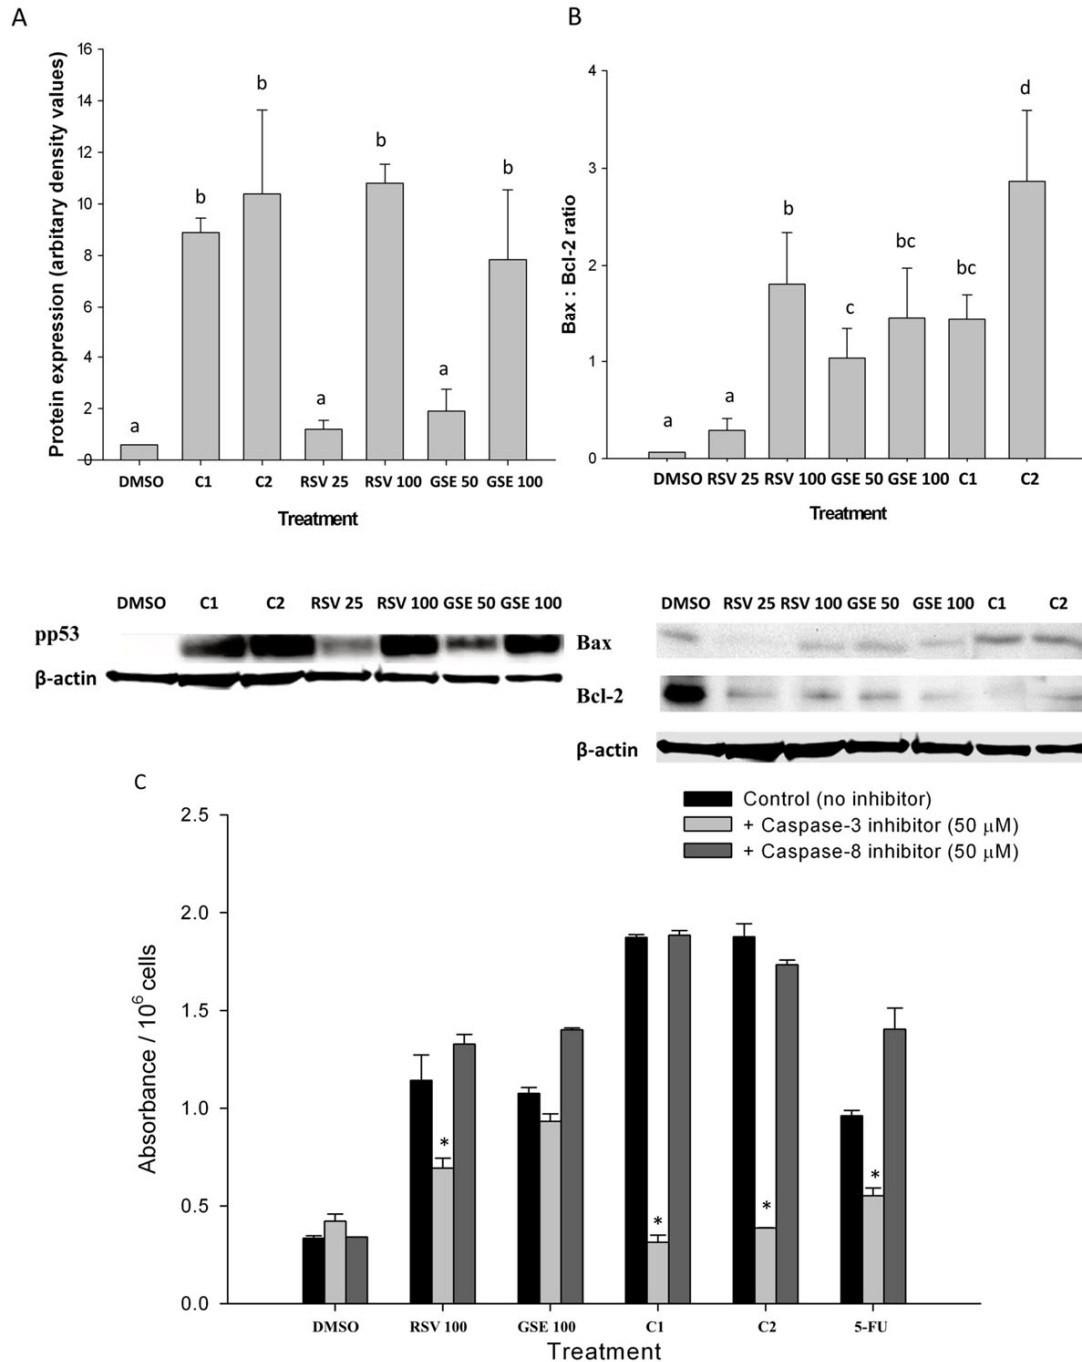 A
Protein expression (arbitary density values)
16
14
12
10
8
6
4
2
0
a
b
b
a
b
a
b
DMSO C1 C2 RSV 25 RSV 100 GSE 50 GSE 100
Treatment
B
Bax : Bcl-2 ratio
4
3
2
1
0
a
a
b
c
bc
bc
d
DMSO RSV 25 RSV 100 GSE 50 GSE 100 C1 C2
Treatment
DMSO C1 C2 RSV 25 RSV 100 GSE 50 GSE 100
pp53
β-actin
DMSO RSV 25 RSV 100 GSE 50 GSE 100 C1 C2
Bax
Bcl-2
β-actin
C
Control (no inhibitor)
+ Caspase-3 inhibitor (50 μM)
+ Caspase-8 inhibitor (50 μM)
Absorbance / 10⁶ cells
2.5
2.0
1.5
1.0
0.5
0.0
*
*
*
*
DMSO RSV 100 GSE 100 C1 C2 5-FU
Treatment